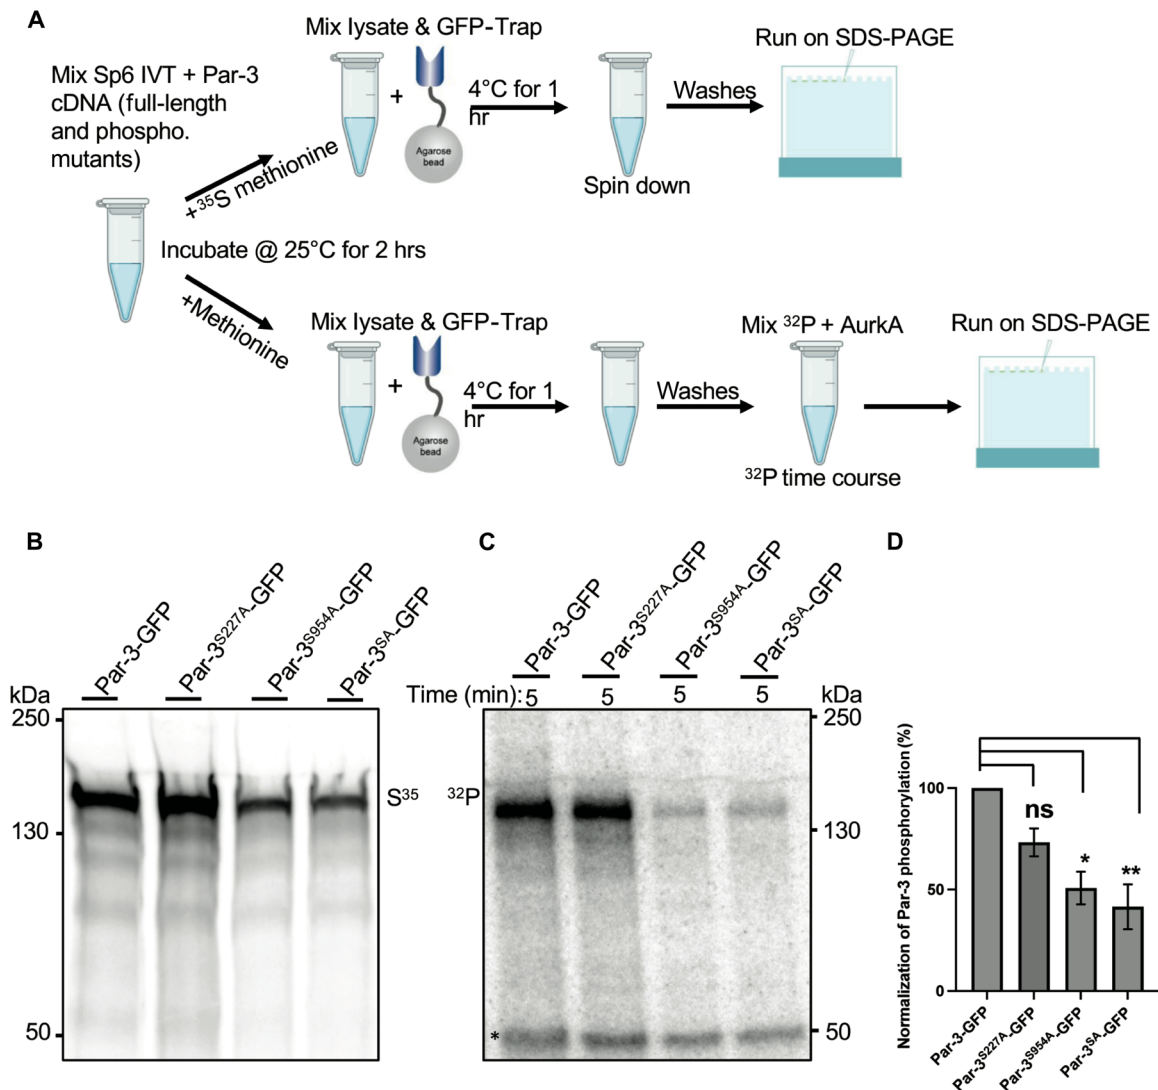 A
Mix Sp6 IVT + Par-3
cDNA (full-length
and phospho.
mutants)
+³⁵S methionine
Incubate @ 25°C for 2 hrs
+Methionine
Mix lysate & GFP-Trap
+
Agarose
bead
4°C for 1
hr
Spin down
Washes
Run on SDS-PAGE
Mix lysate & GFP-Trap
+
Agarose
bead
4°C for 1
hr
Washes
Mix ³²P + AurkA
³²P time course
Run on SDS-PAGE
B
Par-3-GFP
Par-3ˢ²²⁷ᴬ-GFP
Par-3ˢ⁹⁵⁴ᴬ-GFP
Par-3ˢᴬ-GFP
kDa
250
130
50
S³⁵
C
Par-3-GFP
Par-3ˢ²²⁷ᴬ-GFP
Par-3ˢ⁹⁵⁴ᴬ-GFP
Par-3ˢᴬ-GFP
Time (min): 5 5 5 5
kDa
250
³²P
130
* 50
D
Normalization of Par-3 phosphorylation (%)
100
50
0
ns
*
**
Par-3-GFP
Par-3ˢ²²⁷ᴬ-GFP
Par-3ˢ⁹⁵⁴ᴬ-GFP
Par-3ˢᴬ-GFP